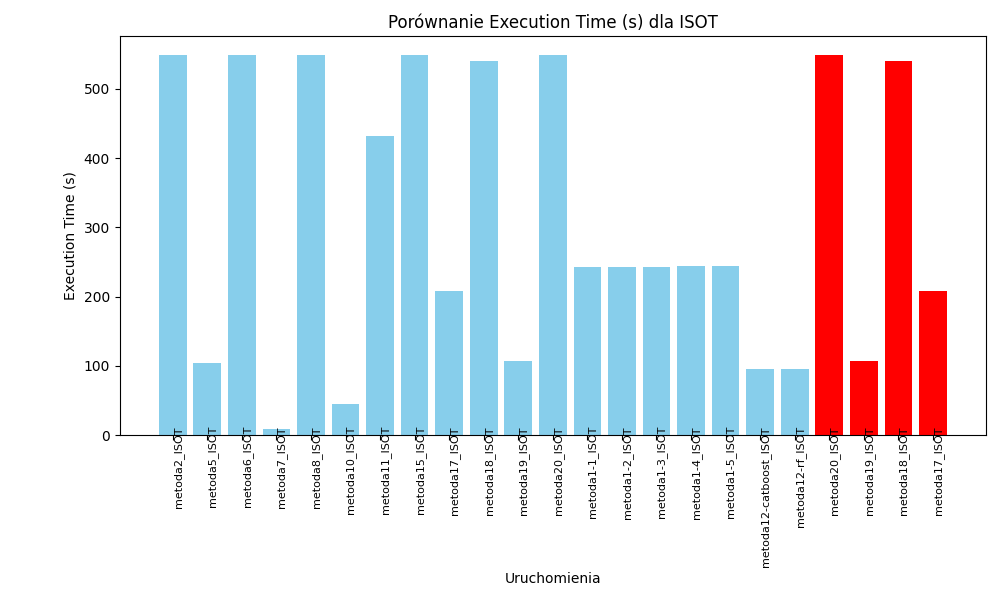 Porównanie Execution Time (s) dla ISOT
Execution Time (s)
500
400
300
200
100
0
metoda2_ISOT
metoda5_ISOT
metoda6_ISOT
metoda7_ISOT
metoda8_ISOT
metoda10_ISOT
metoda11_ISOT
metoda15_ISOT
metoda17_ISOT
metoda18_ISOT
metoda19_ISOT
metoda20_ISOT
metoda1-1_ISOT
metoda1-2_ISOT
metoda1-3_ISOT
metoda1-4_ISOT
metoda1-5_ISOT
metoda12-catboost_ISOT
metoda12-rf_ISOT
metoda20_ISOT
metoda19_ISOT
metoda18_ISOT
metoda17_ISOT
Uruchomienia